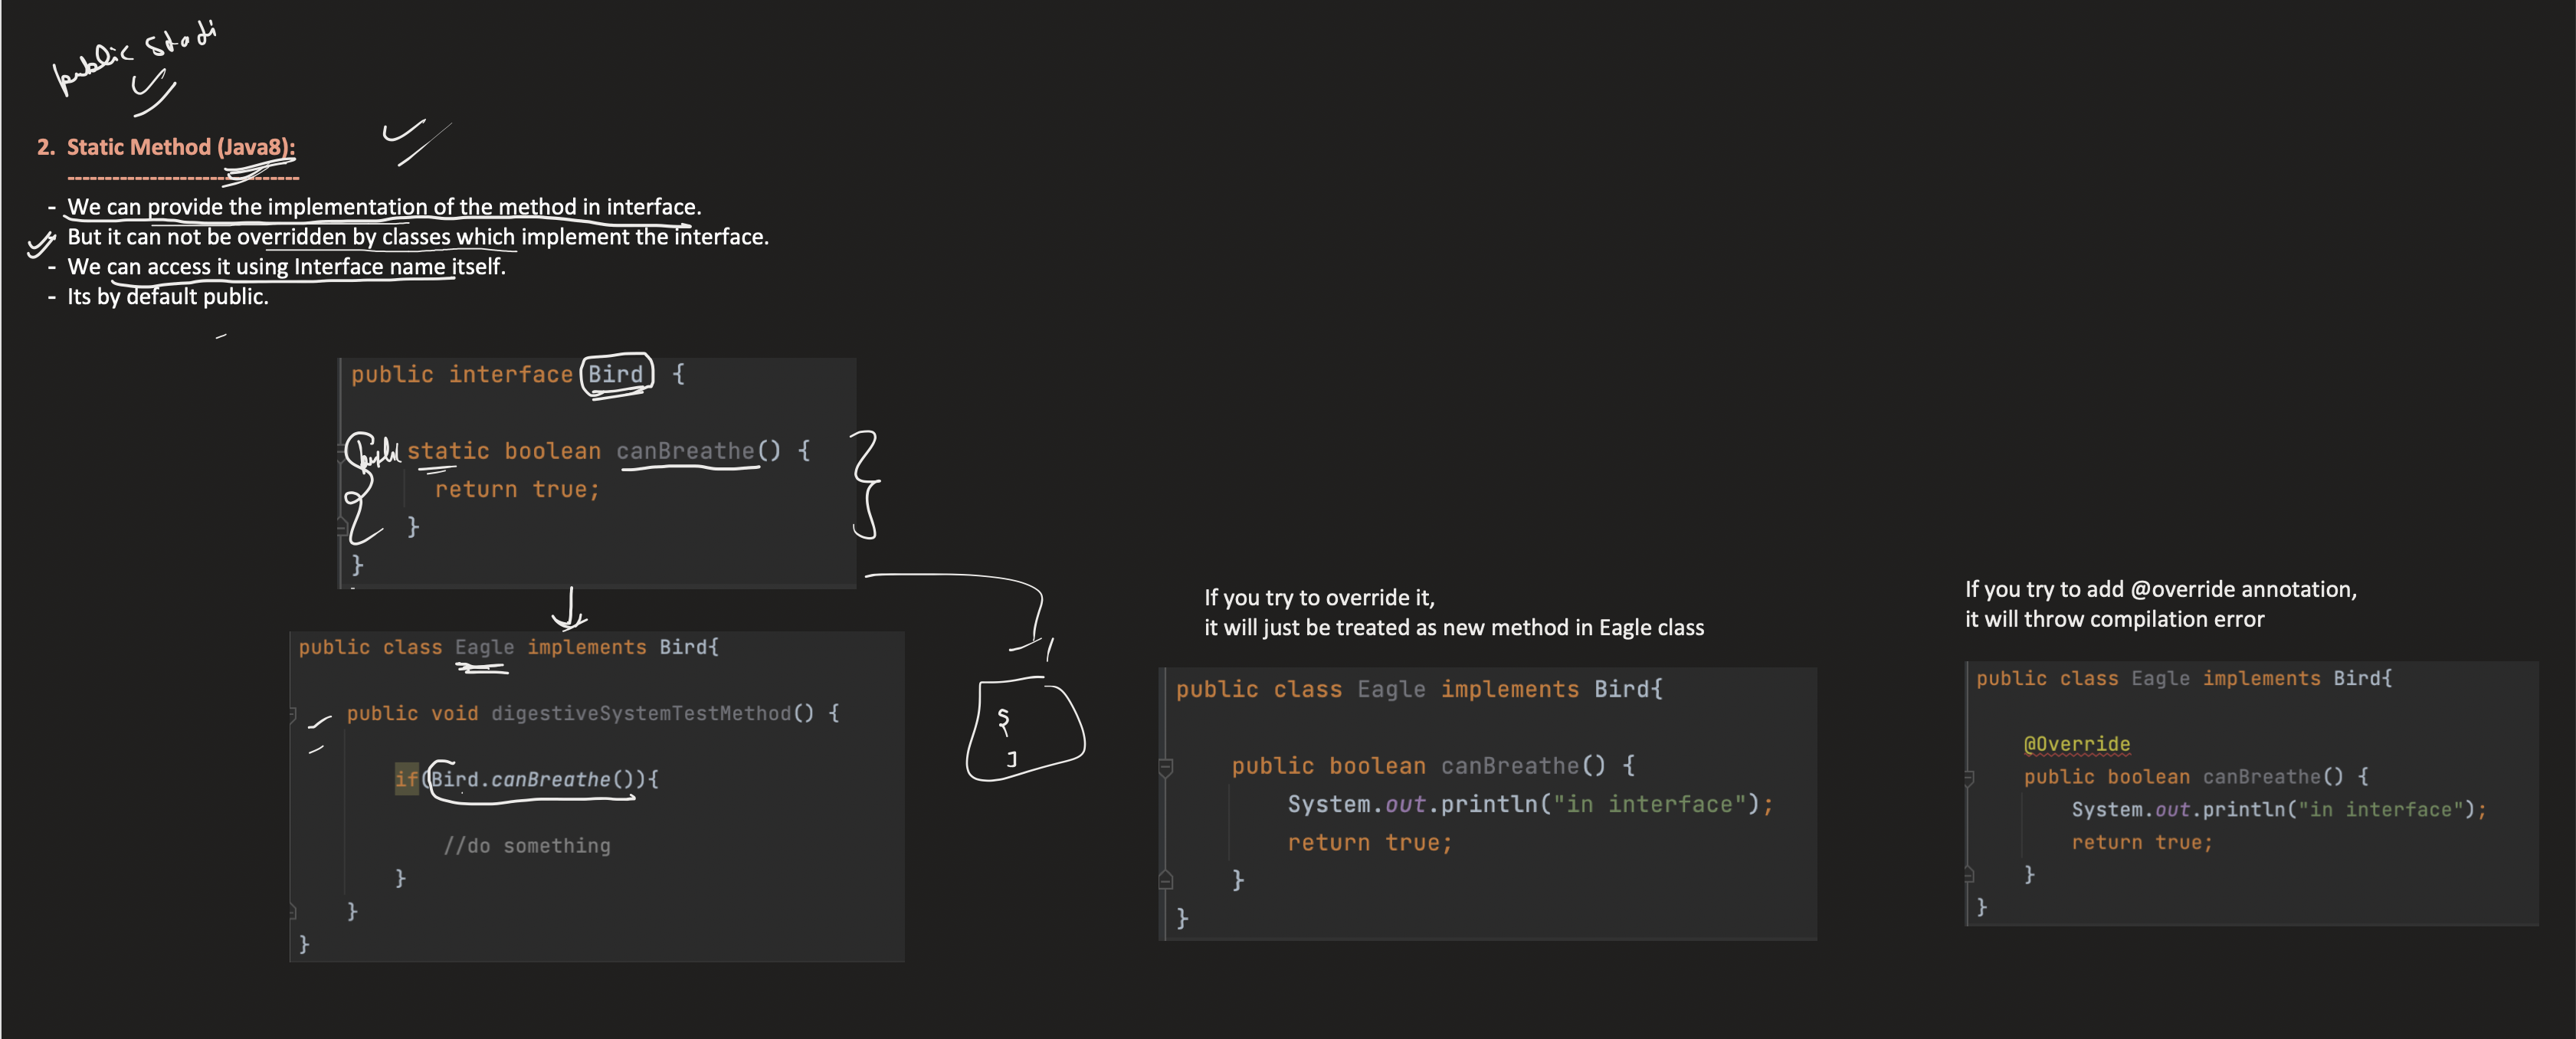 public stati
2. Static Method (Java8):
------------------------------
- We can provide the implementation of the method in interface.
- But it can not be overridden by classes which implement the interface.
- We can access it using Interface name itself.
- Its by default public.
public interface Bird {
static boolean canBreathe() {
return true;
}
}
public class Eagle implements Bird{
public void digestiveSystemTestMethod() {
if(Bird.canBreathe()){
//do something
}
}
}
If you try to override it,
it will just be treated as new method in Eagle class
public class Eagle implements Bird{
public boolean canBreathe() {
System.out.println("in interface");
return true;
}
}
If you try to add @override annotation,
it will throw compilation error
public class Eagle implements Bird{
@Override
public boolean canBreathe() {
System.out.println("in interface");
return true;
}
}